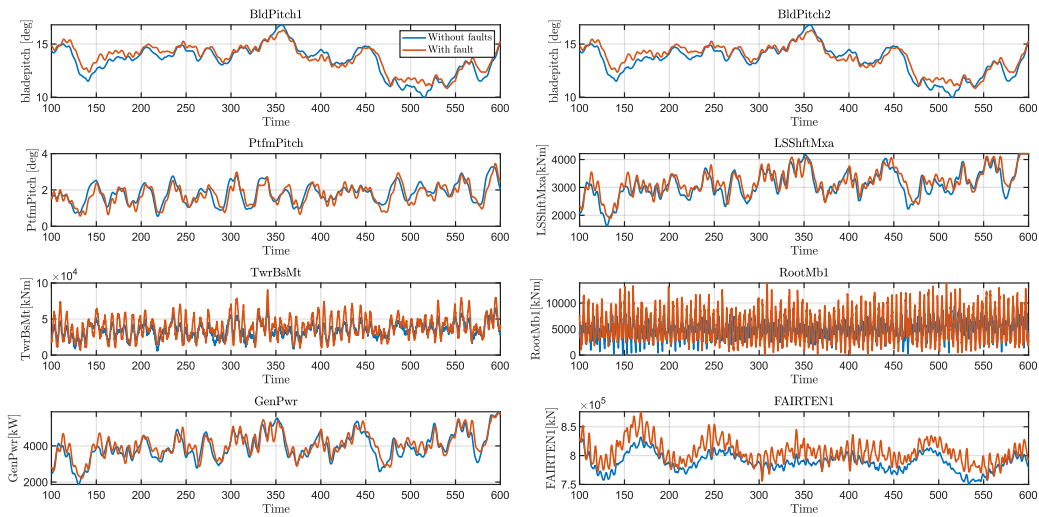 BldPitch1
bladepitch [deg]
15
10
Without faults
With fault
100 150 200 250 300 350 400 450 500 550 600
Time
BldPitch2
bladepitch [deg]
15
10
100 150 200 250 300 350 400 450 500 550 600
Time
PtfmPitch
PtfmPitch [deg]
4
2
0
100 150 200 250 300 350 400 450 500 550 600
Time
LSShftMxa
LSShftMxa[kNm]
4000
3000
2000
100 150 200 250 300 350 400 450 500 550 600
Time
TwrBsMt
×10⁴
TwrBsMt[kNm]
10
5
0
100 150 200 250 300 350 400 450 500 550 600
Time
RootMb1
RootMb1[kNm]
10000
5000
0
100 150 200 250 300 350 400 450 500 550 600
Time
GenPwr
GenPwr[kW]
4000
2000
100 150 200 250 300 350 400 450 500 550 600
Time
FAIRTEN1
×10⁵
FAIRTEN1[kN]
8.5
8
7.5
100 150 200 250 300 350 400 450 500 550 600
Time